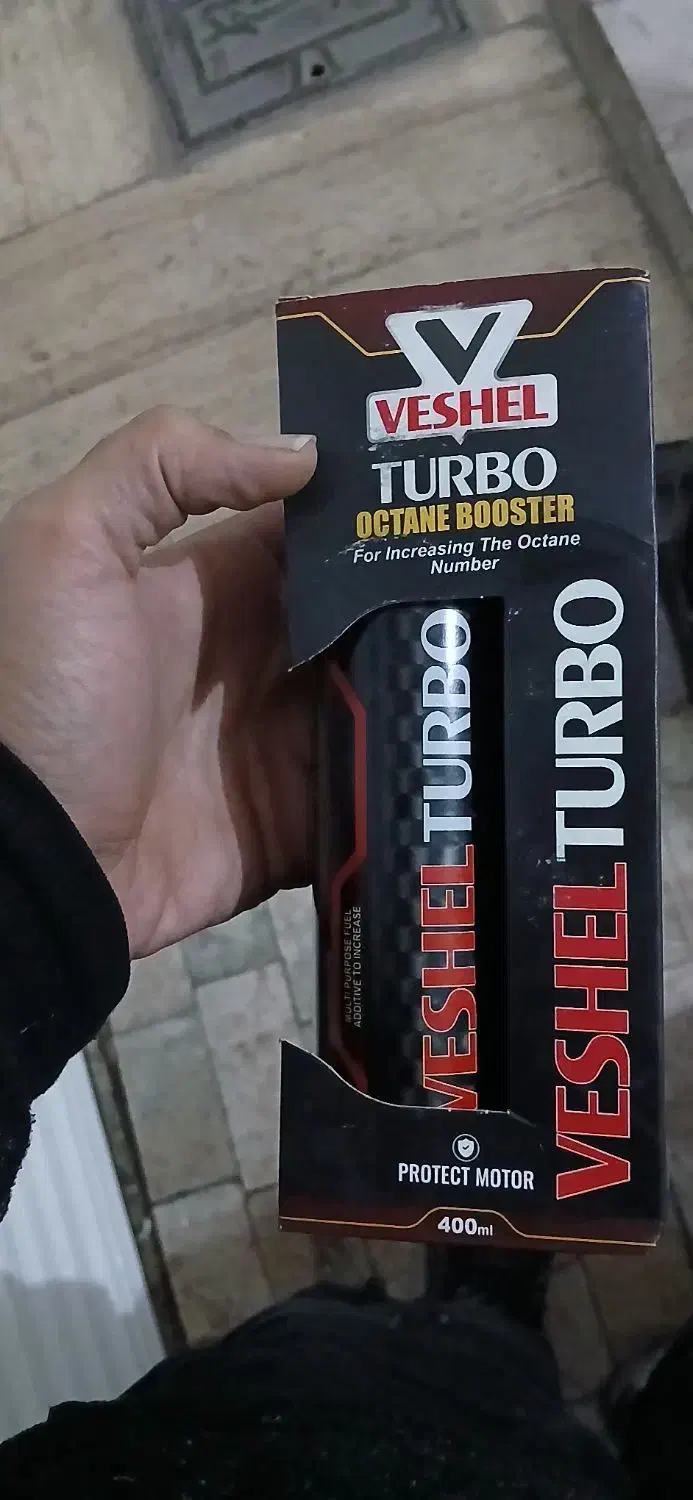 VESHEL
TURBO
OCTANE BOOSTER
For Increasing The Octane
Number
VESHEL TURBO
MULTI PURPOSE FUEL
ADDITIVE TO INCREASE
VESHEL TURBO
PROTECT MOTOR
400ml